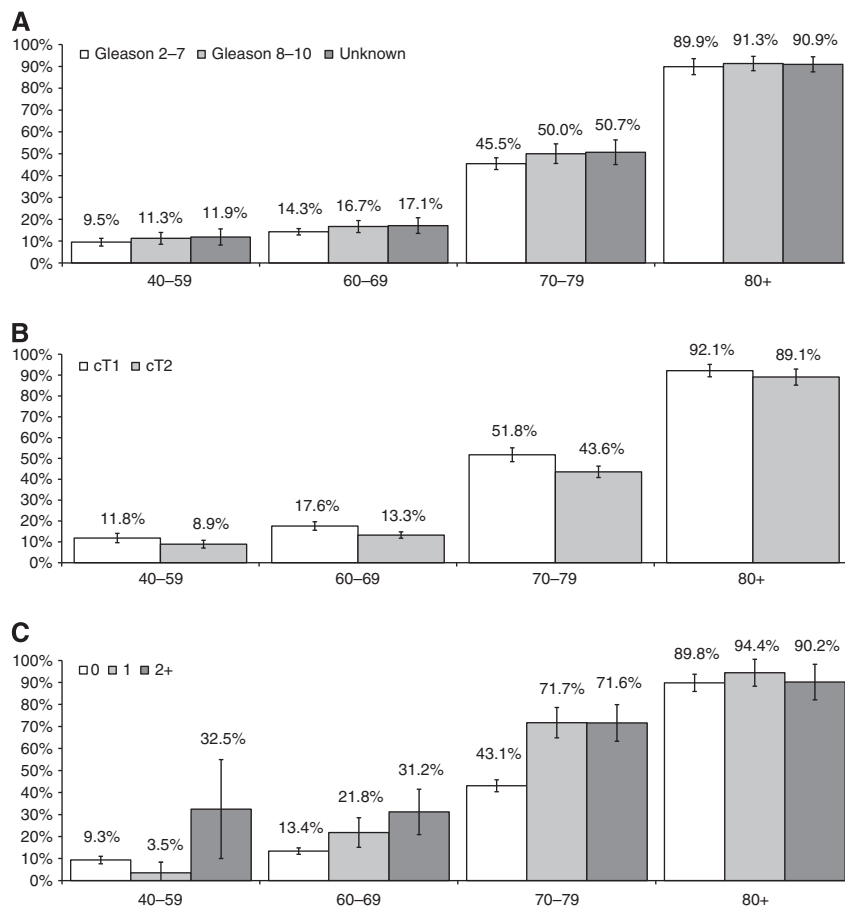 A
100%
90%
80%
70%
60%
50%
40%
30%
20%
10%
0%
Gleason 2–7 Gleason 8–10 Unknown
9.5% 11.3% 11.9%
14.3% 16.7% 17.1%
45.5% 50.0% 50.7%
89.9% 91.3% 90.9%
40–59 60–69 70–79 80+
B
100%
90%
80%
70%
60%
50%
40%
30%
20%
10%
0%
cT1 cT2
11.8% 8.9%
17.6% 13.3%
51.8% 43.6%
92.1% 89.1%
40–59 60–69 70–79 80+
C
100%
90%
80%
70%
60%
50%
40%
30%
20%
10%
0%
0 1 2+
9.3% 3.5% 32.5%
13.4% 21.8% 31.2%
43.1% 71.7% 71.6%
89.8% 94.4% 90.2%
40–59 60–69 70–79 80+